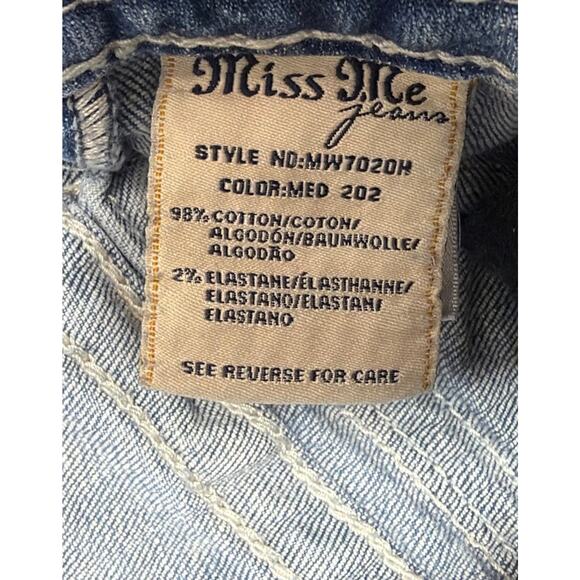 Miss Me
jeans
STYLE NO:MW7020H
COLOR:MED 202
98% COTTON/COTON/
ALGODÓN/BAUMWOLLE/
ALGODÃO
2% ELASTANE/ÉLASTHANNE/
ELASTANO/ELASTAN/
ELASTANO
SEE REVERSE FOR CARE